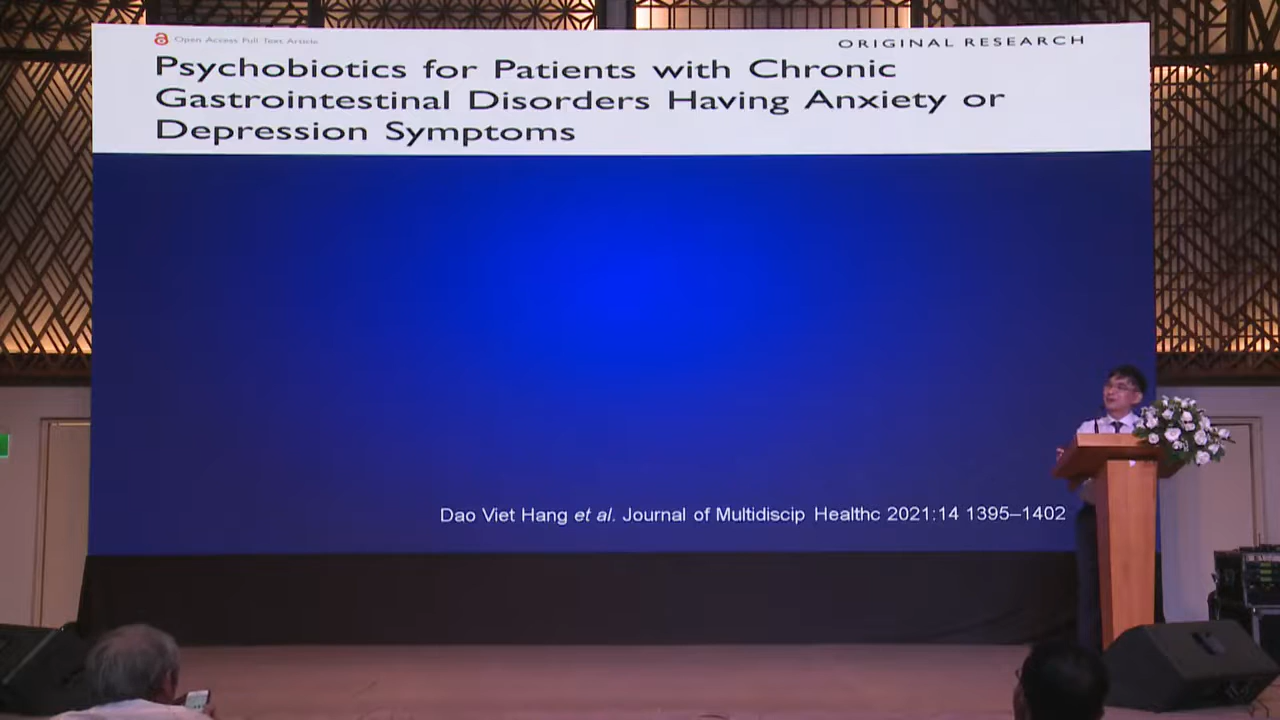 Open Access Full Text Article
ORIGINAL RESEARCH
Psychobiotics for Patients with Chronic
Gastrointestinal Disorders Having Anxiety or
Depression Symptoms
Dao Viet Hang et al. Journal of Multidiscip Healthc 2021:14 1395–1402